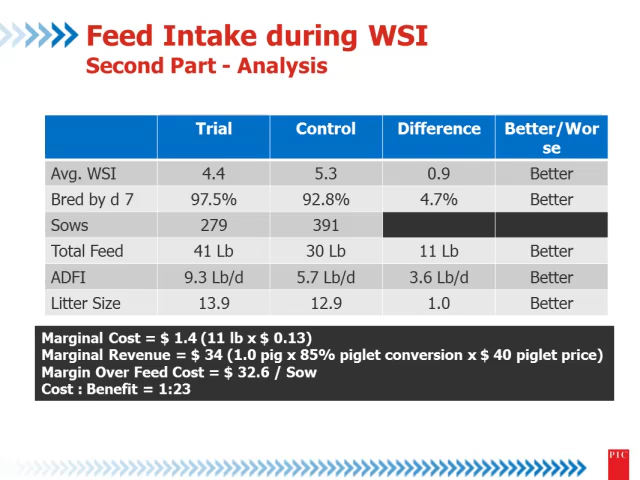 Feed Intake during WSI
Second Part - Analysis
Trial Control Difference Better/Wor
se
Avg. WSI 4.4 5.3 0.9 Better
Bred by d 7 97.5% 92.8% 4.7% Better
Sows 279 391
Total Feed 41 Lb 30 Lb 11 Lb Better
ADFI 9.3 Lb/d 5.7 Lb/d 3.6 Lb/d Better
Litter Size 13.9 12.9 1.0 Better
Marginal Cost = $ 1.4 (11 lb x $ 0.13)
Marginal Revenue = $ 34 (1.0 pig x 85% piglet conversion x $ 40 piglet price)
Margin Over Feed Cost = $ 32.6 / Sow
Cost : Benefit = 1:23
PIC